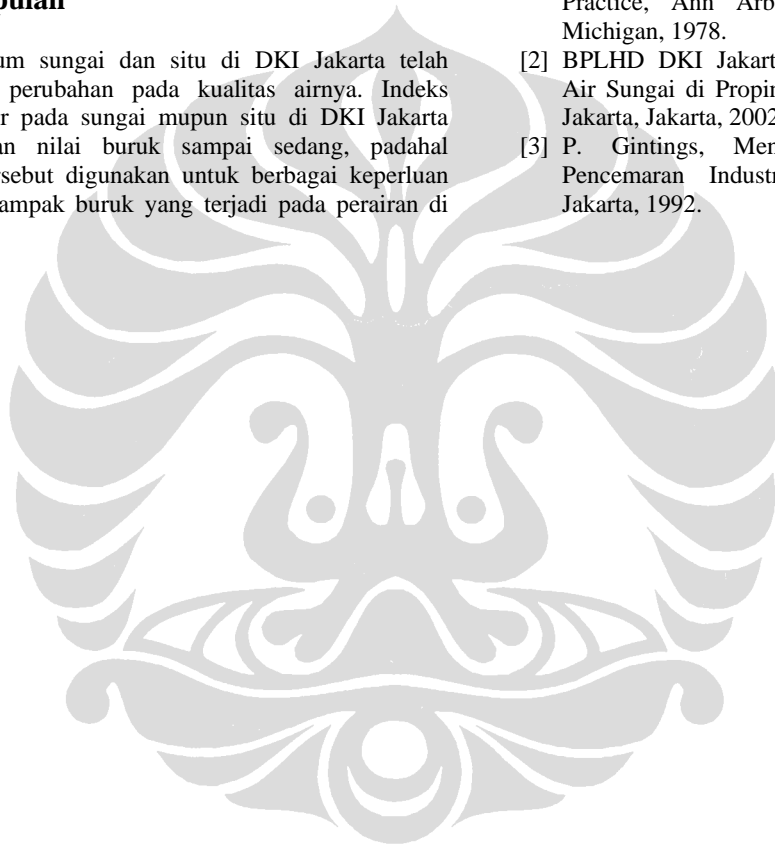 pulan
um sungai dan situ di DKI Jakarta telah
perubahan pada kualitas airnya. Indeks
r pada sungai mupun situ di DKI Jakarta
an nilai buruk sampai sedang, padahal
rsebut digunakan untuk berbagai keperluan
ampak buruk yang terjadi pada perairan di
Practice, Ann Arb
Michigan, 1978.
[2] BPLHD DKI Jakart
Air Sungai di Propin
Jakarta, Jakarta, 2002
[3] P. Gintings, Men
Pencemaran Industr
Jakarta, 1992.